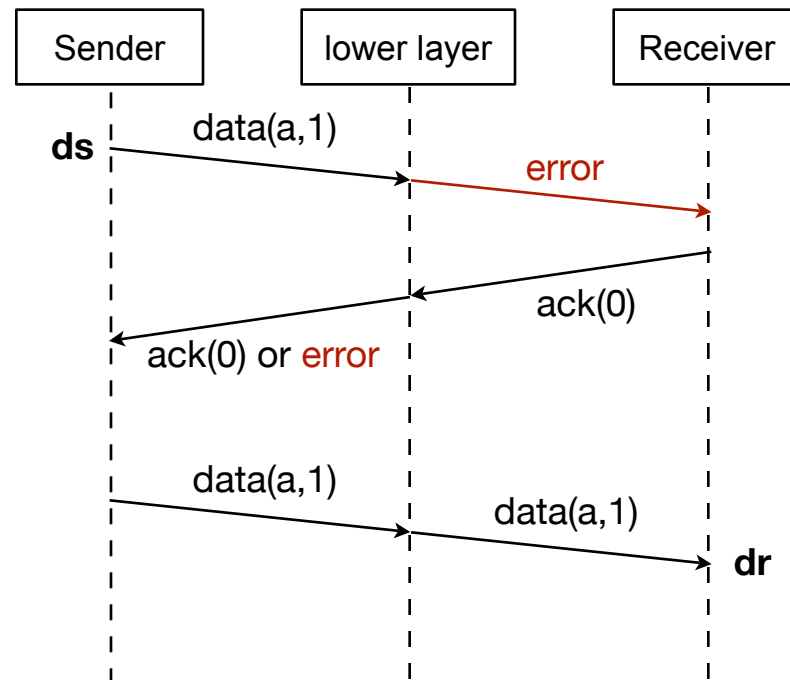 Sender
lower layer
Receiver
data(a,1)
ds
error
ack(0)
ack(0) or error
data(a,1)
data(a,1)
dr